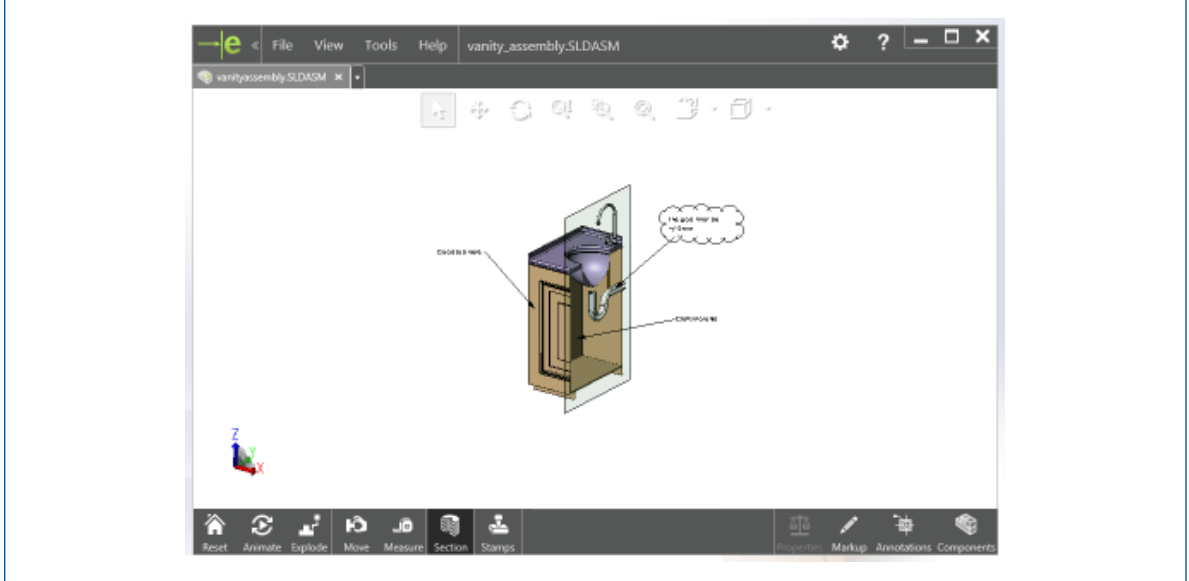 e « File View Tools Help vanity_assembly.SLDASM ?
vanityassembly.SLDASM
Z
Y
X
Reset Animate Explode Move Measure Section Stamps Properties Markup Annotations Components